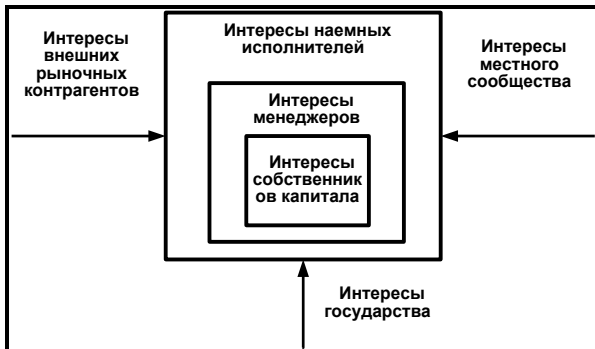 Интересы
внешних
рыночных
контрагентов
Интересы наемных
исполнителей
Интересы
местного
сообщества
Интересы
менеджеров
Интересы
собственник
ов капитала
Интересы
государства